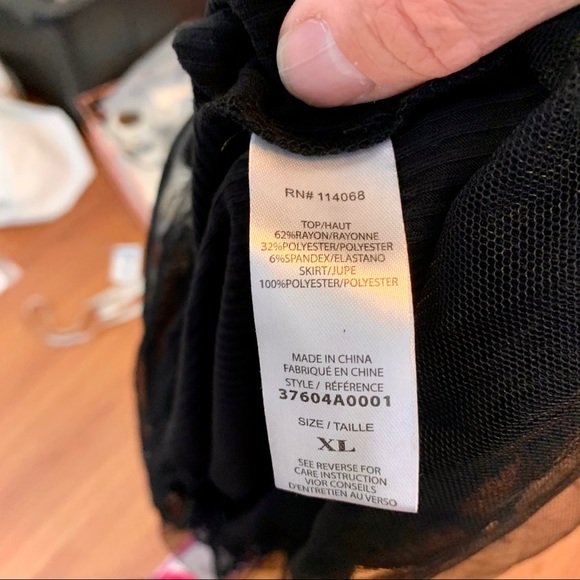 RN# 114068
TOP/HAUT
62%RAYON/RAYONNE
32%POLYESTER/POLYESTER
6%SPANDEX/ELASTANO
SKIRT/JUPE
100%POLYESTER/POLYESTER
MADE IN CHINA
FABRIQUÉ EN CHINE
STYLE / RÉFÉRENCE
37604A0001
SIZE / TAILLE
XL
SEE REVERSE FOR
CARE INSTRUCTION
VIOR CONSEILS
D'ENTRETIEN AU VERSO